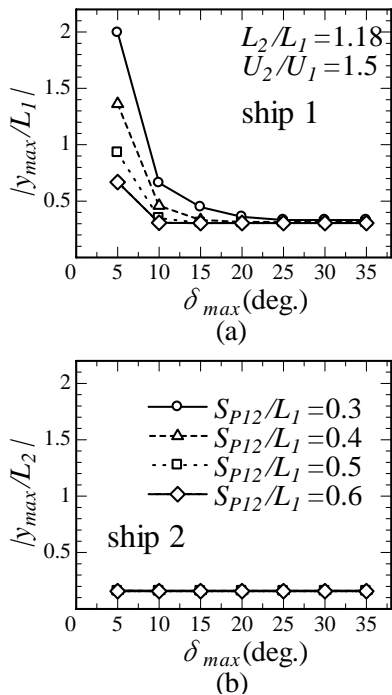 2
1.5
1
0.5
|y_max/L_1|
L_2/L_1=1.18
U_2/U_1=1.5
ship 1
0 5 10 15 20 25 30 35
δ_max(deg.)
(a)
2
1.5
1
0.5
|y_max/L_2|
S_P12/L_1=0.3
S_P12/L_1=0.4
S_P12/L_1=0.5
S_P12/L_1=0.6
ship 2
0 5 10 15 20 25 30 35
δ_max(deg.)
(b)